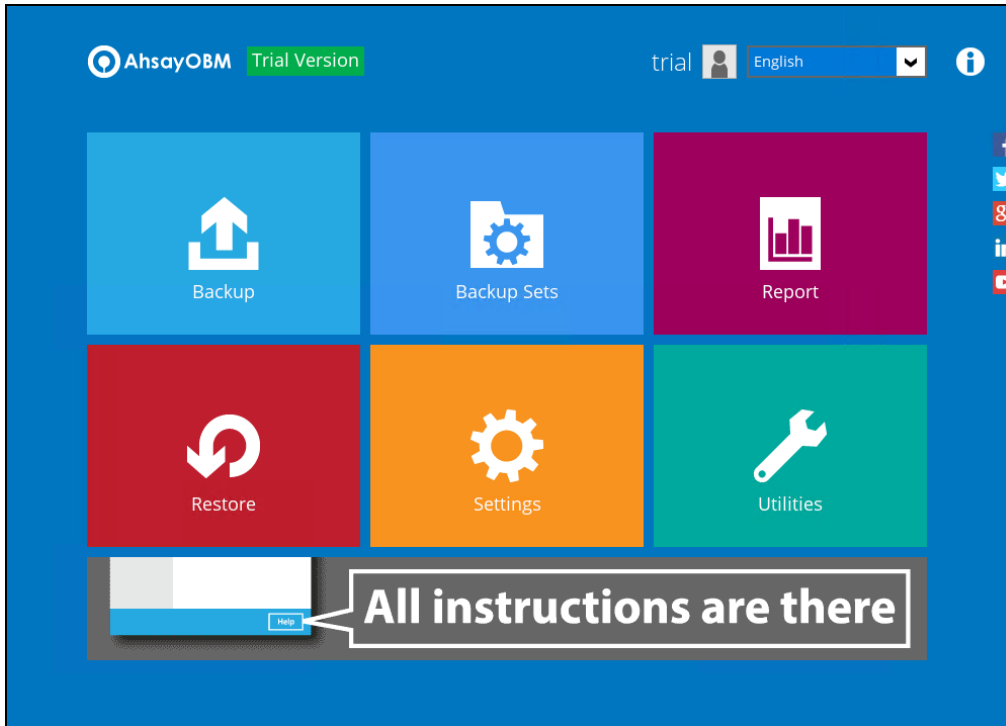 AhsayOBM Trial Version trial English
Backup Backup Sets Report
Restore Settings Utilities
Help All instructions are there